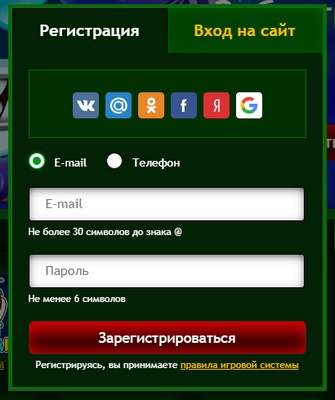 Регистрация
Вход на сайт
E-mail
Телефон
E-mail
Не более 30 символов до знака @
Пароль
Не менее 6 символов
Зарегистрироваться
Регистрируясь, вы принимаете правила игровой системы